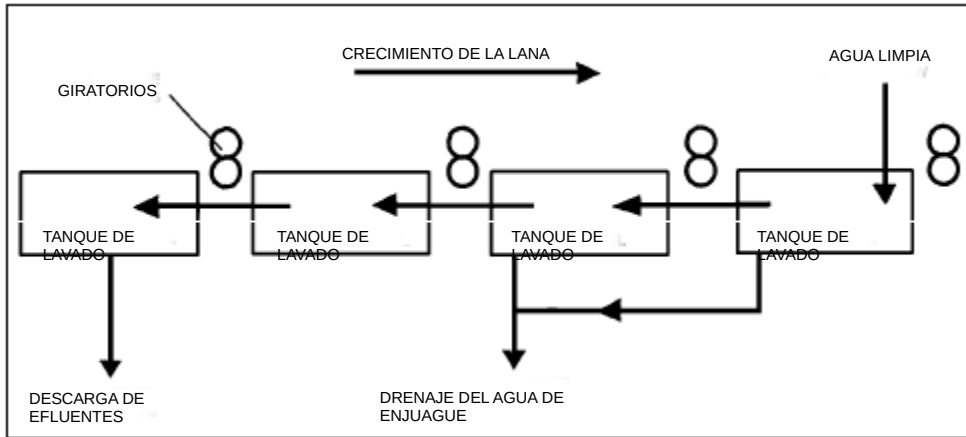 CRECIMIENTO DE LA LANA
AGUA LIMPIA
GIRATORIOS
TANQUE DE
LAVADO
TANQUE DE
LAVADO
TANQUE DE
LAVADO
TANQUE DE
LAVADO
DESCARGA DE
EFLUENTES
DRENAJE DEL AGUA DE
ENJUAGUE